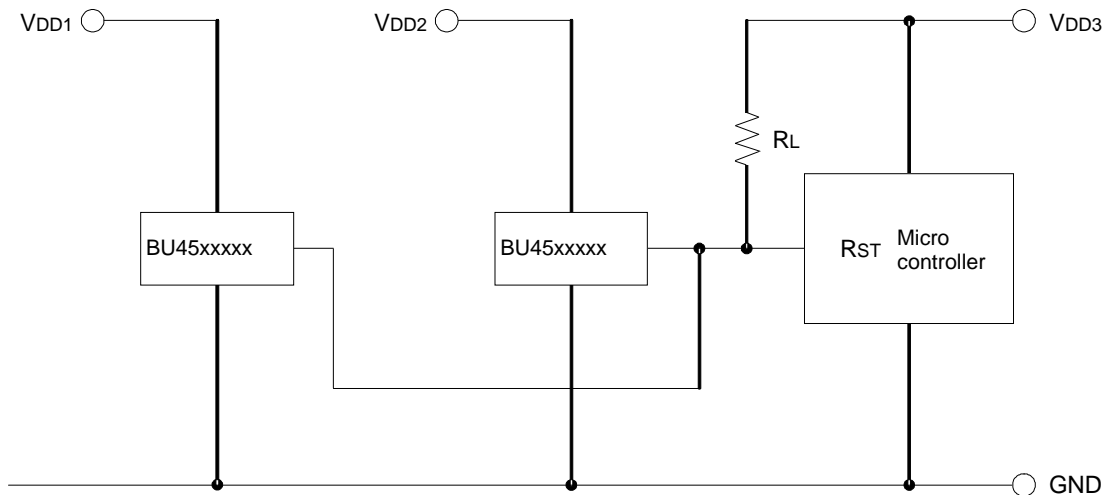 VDD1
VDD2
VDD3
RL
BU45xxxxx
BU45xxxxx
RST
Micro
controller
GND